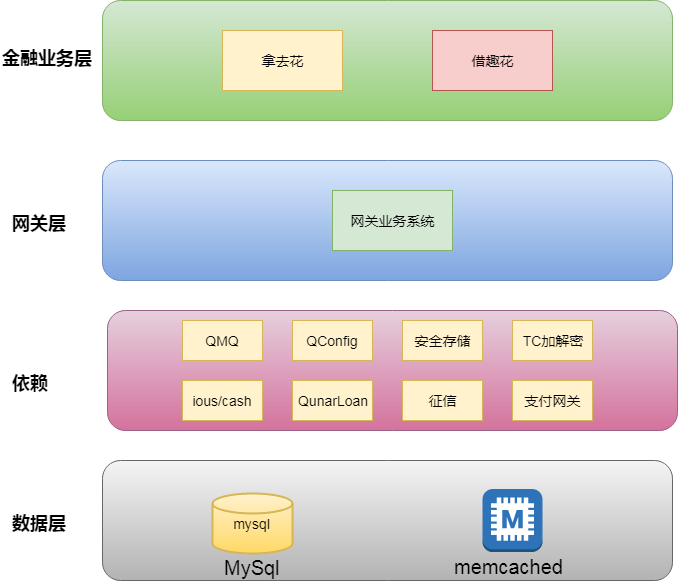 金融业务层
拿去花
借趣花
网关层
网关业务系统
依赖
QMQ
QConfig
安全存储
TC加解密
ious/cash
QunarLoan
征信
支付网关
数据层
mysql
MySql
M
memcached